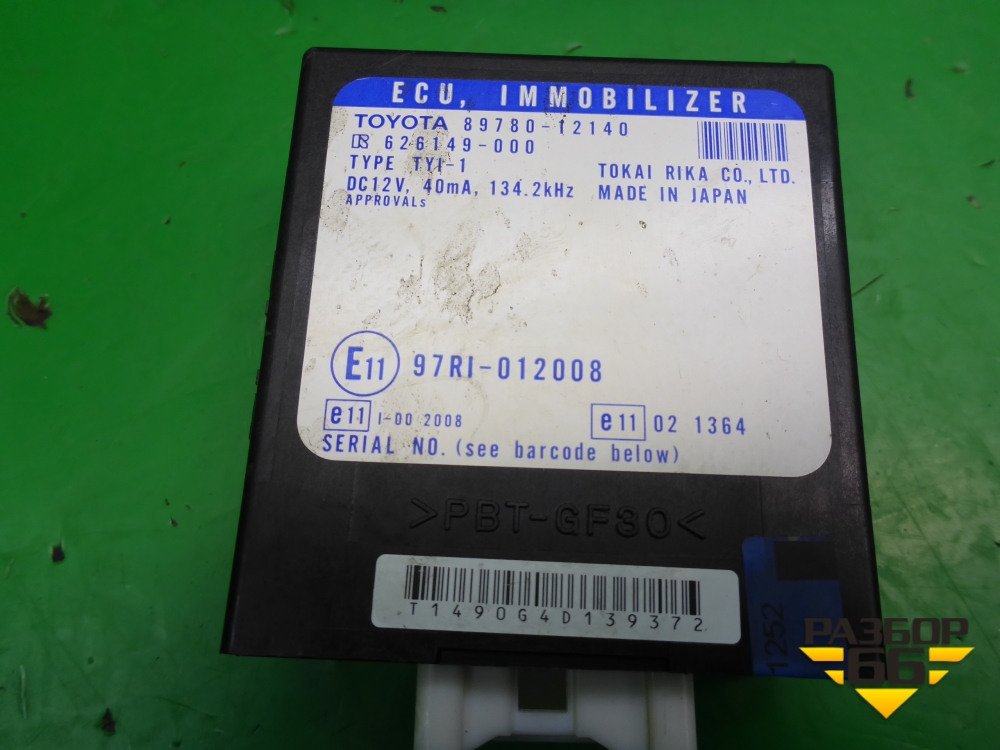 ECU, IMMOBILIZER
TOYOTA 89780-12140
626149-000
TYPE TYI-1
TOKAI RIKA CO., LTD.
DC12V, 40mA, 134.2kHz
MADE IN JAPAN
APPROVALs
E11 97RI-012008
e11 I-00 2008
e11 02 1364
SERIAL NO. (see barcode below)
>PBT-GF30<
T1490G4D139372
1252
РАЗБОР
66